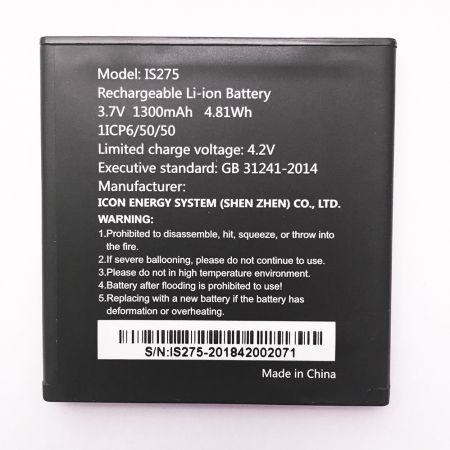 Model: IS275
Rechargeable Li-ion Battery
3.7V 1300mAh 4.81Wh
1ICP6/50/50
Limited charge voltage: 4.2V
Executive standard: GB 31241-2014
Manufacturer:
ICON ENERGY SYSTEM (SHEN ZHEN) CO., LTD.
WARNING:
1.Prohibited to disassemble, hit, squeeze, or throw into
the fire.
2.If severe ballooning, please do not continue to use.
3.Please do not in high temperature environment.
4.Battery after flooding is prohibited to use!
5.Replacing with a new battery if the battery has
deformation or overheating.
S/N:IS275-201842002071
Made in China